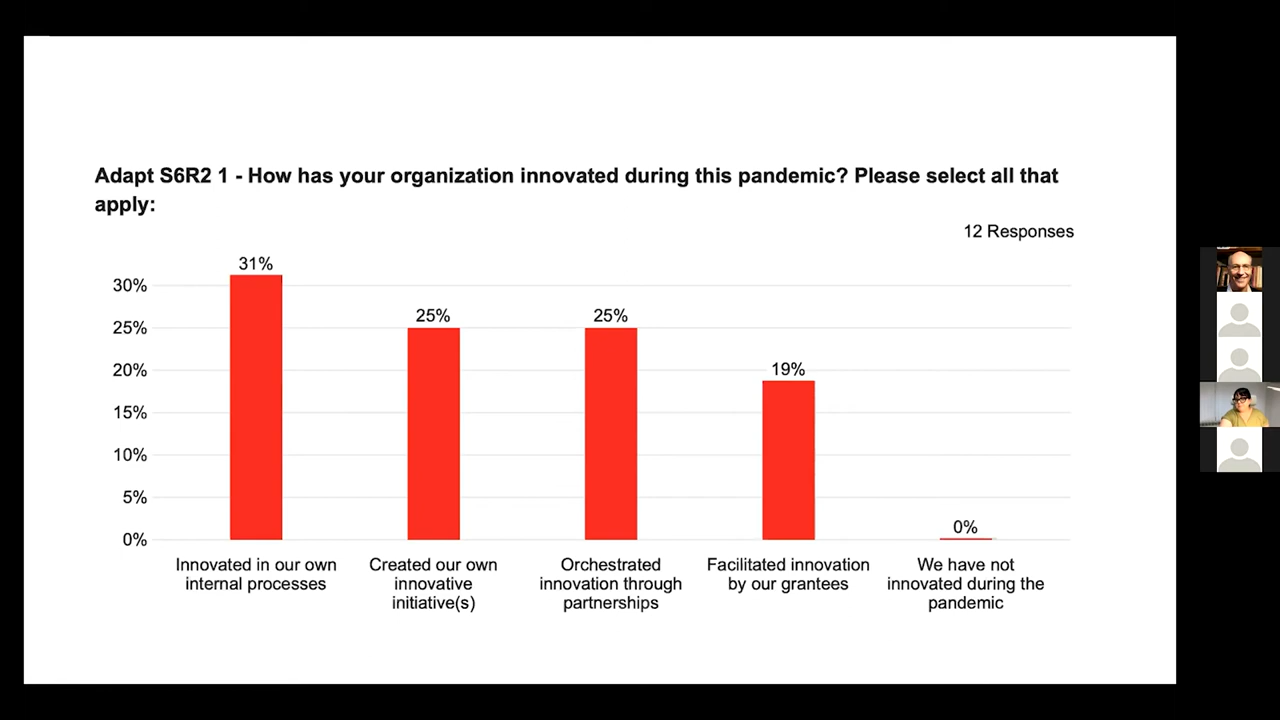 Adapt S6R2 1 - How has your organization innovated during this pandemic? Please select all that
apply:
12 Responses
31%
25%
25%
19%
0%
30%
25%
20%
15%
10%
5%
0%
Innovated in our own
internal processes
Created our own
innovative
initiative(s)
Orchestrated
innovation through
partnerships
Facilitated innovation
by our grantees
We have not
innovated during the
pandemic